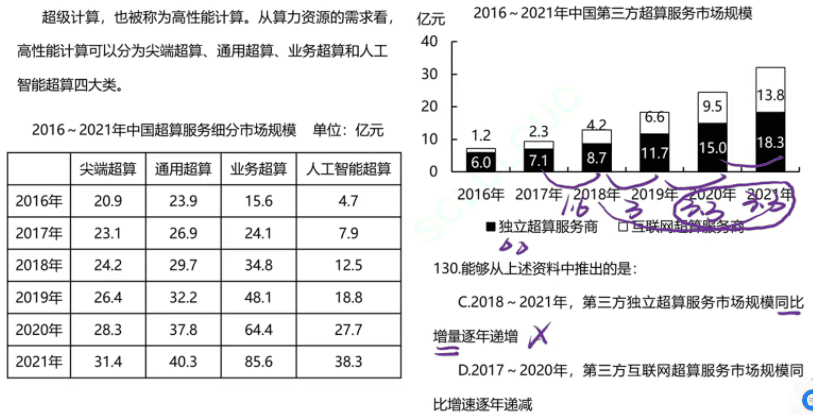 超级计算，也被称为高性能计算。从算力资源的需求看，
高性能计算可以分为尖端超算、通用超算、业务超算和人工
智能超算四大类。
2016～2021年中国超算服务细分市场规模 单位：亿元
尖端超算 通用超算 业务超算 人工智能超算
2016年 20.9 23.9 15.6 4.7
2017年 23.1 26.9 24.1 7.9
2018年 24.2 29.7 34.8 12.5
2019年 26.4 32.2 48.1 18.8
2020年 28.3 37.8 64.4 27.7
2021年 31.4 40.3 85.6 38.3
2016～2021年中国第三方超算服务市场规模
亿元
40
30
20
10
0
1.2 2.3 4.2 6.6 9.5 13.8
6.0 7.1 8.7 11.7 15.0 18.3
2016年 2017年 2018年 2019年 2020年 2021年
1.6 3 3.3 3.3
■独立超算服务商 □互联网超算服务商
130.能够从上述资料中推出的是：
C.2018～2021年，第三方独立超算服务市场规模同比
增量逐年递增
D.2017～2020年，第三方互联网超算服务市场规模同
比增速逐年递减